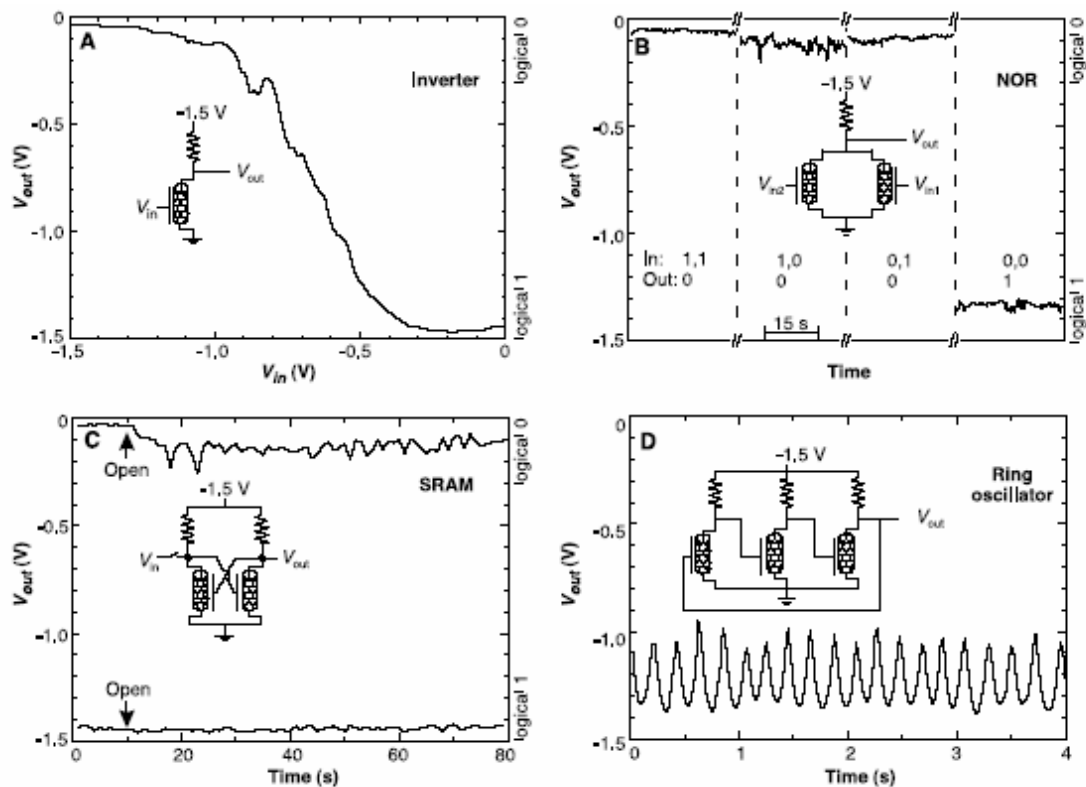 A
Inverter
0
-0.5
-1.0
-1.5
V_out (V)
-1.5 V
V_out
V_in
logical 0
logical 1
-1,5 -1,0 -0,5 0
V_in (V)
B
NOR
0
-0.5
-1.0
-1.5
V_out (V)
-1,5 V
V_out
V_in2 V_in1
In: 1,1 1,0 0,1 0,0
Out: 0 0 0 1
15 s
logical 0
logical 1
Time
C
SRAM
0
-0.5
-1.0
-1.5
V_out (V)
Open
-1.5 V
V_in V_out
Open
logical 0
logical 1
0 20 40 60 80
Time (s)
D
Ring
oscillator
0
-0.5
-1.0
-1.5
V_out (V)
-1.5 V
V_out
0 1 2 3 4
Time (s)